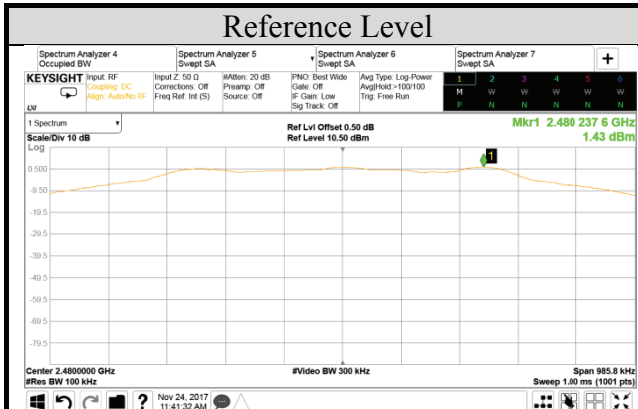 Reference Level
Spectrum Analyzer 4 Occupied BW
Spectrum Analyzer 5 Swept SA
Spectrum Analyzer 6 Swept SA
Spectrum Analyzer 7 Swept SA
+
KEYSIGHT
LXI
Input: RF
Coupling: DC
Align: Auto/No RF
Input Z: 50 Ω
Corrections: Off
Freq Ref: Int (S)
#Atten: 20 dB
Preamp: Off
Source: Off
PNO: Best Wide
Gate: Off
IF Gain: Low
Sig Track: Off
Avg Type: Log-Power
Avg|Hold:>100/100
Trig: Free Run
1 2 3 4 5 6
M W W W W W
P N N N N N
1 Spectrum
Scale/Div 10 dB
Ref Lvl Offset 0.50 dB
Ref Level 10.50 dBm
Mkr1 2.480 237 6 GHz
1.43 dBm
Log
1
0.500
-9.50
-19.5
-29.5
-39.5
-49.5
-59.5
-69.5
-79.5
Center 2.4800000 GHz
#Video BW 300 kHz
Span 985.8 kHz
#Res BW 100 kHz
Sweep 1.00 ms (1001 pts)
?
Nov 24, 2017
11:41:32 AM